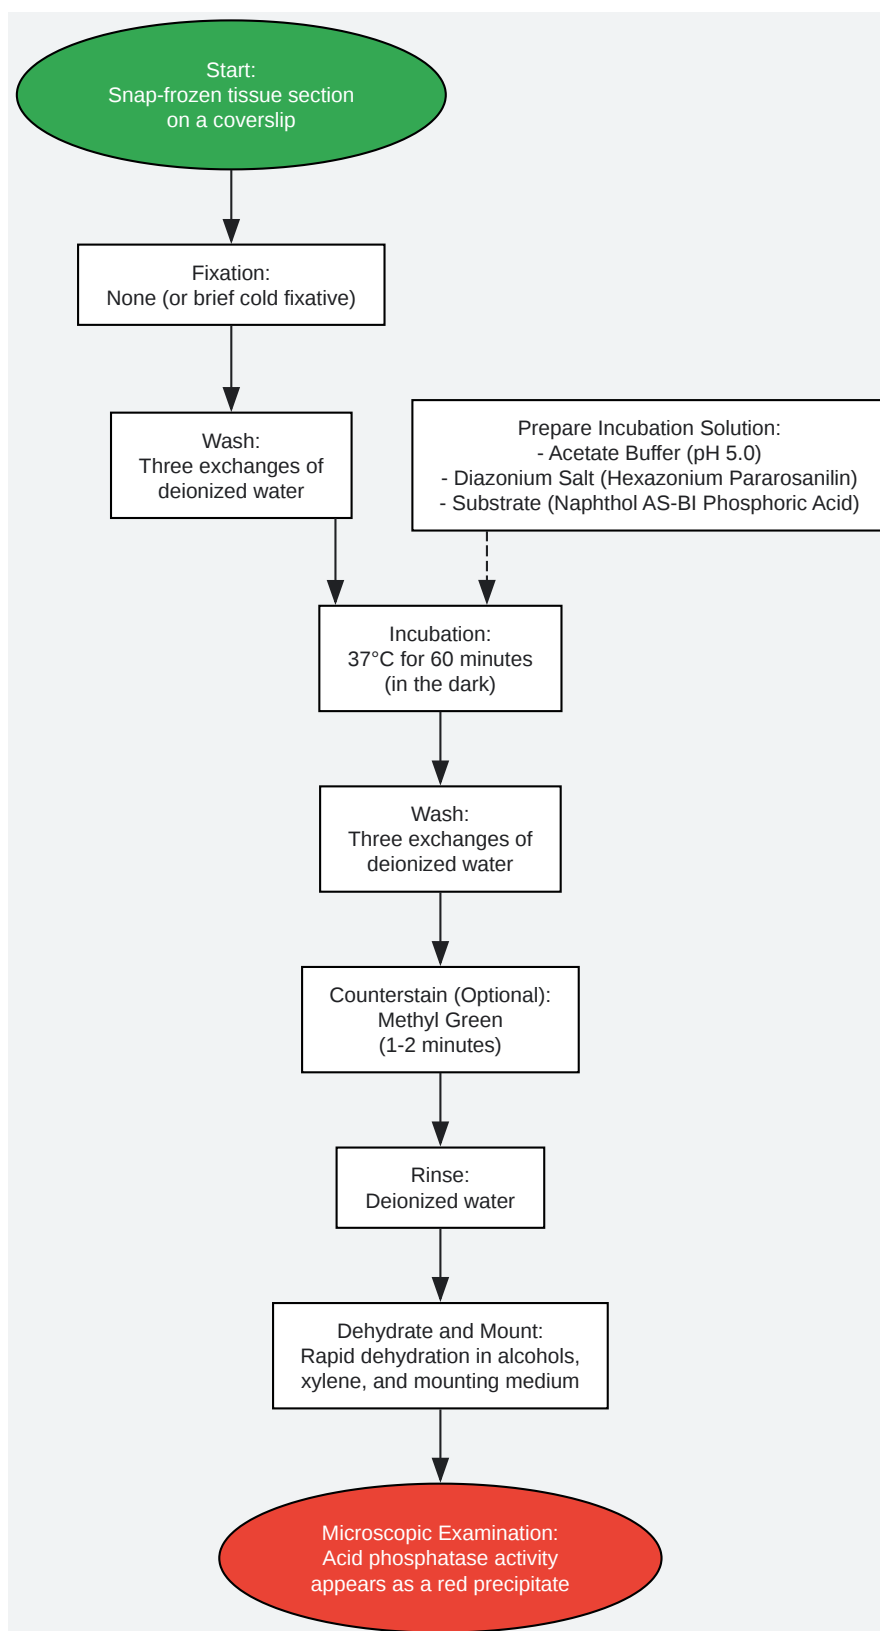 Start:
Snap-frozen tissue section
on a coverslip
Fixation:
None (or brief cold fixative)
Wash:
Three exchanges of
deionized water
Prepare Incubation Solution:
- Acetate Buffer (pH 5.0)
- Diazonium Salt (Hexazonium Pararosanilin)
- Substrate (Naphthol AS-BI Phosphoric Acid)
Incubation:
37°C for 60 minutes
(in the dark)
Wash:
Three exchanges of
deionized water
Counterstain (Optional):
Methyl Green
(1-2 minutes)
Rinse:
Deionized water
Dehydrate and Mount:
Rapid dehydration in alcohols,
xylene, and mounting medium
Microscopic Examination:
Acid phosphatase activity
appears as a red precipitate